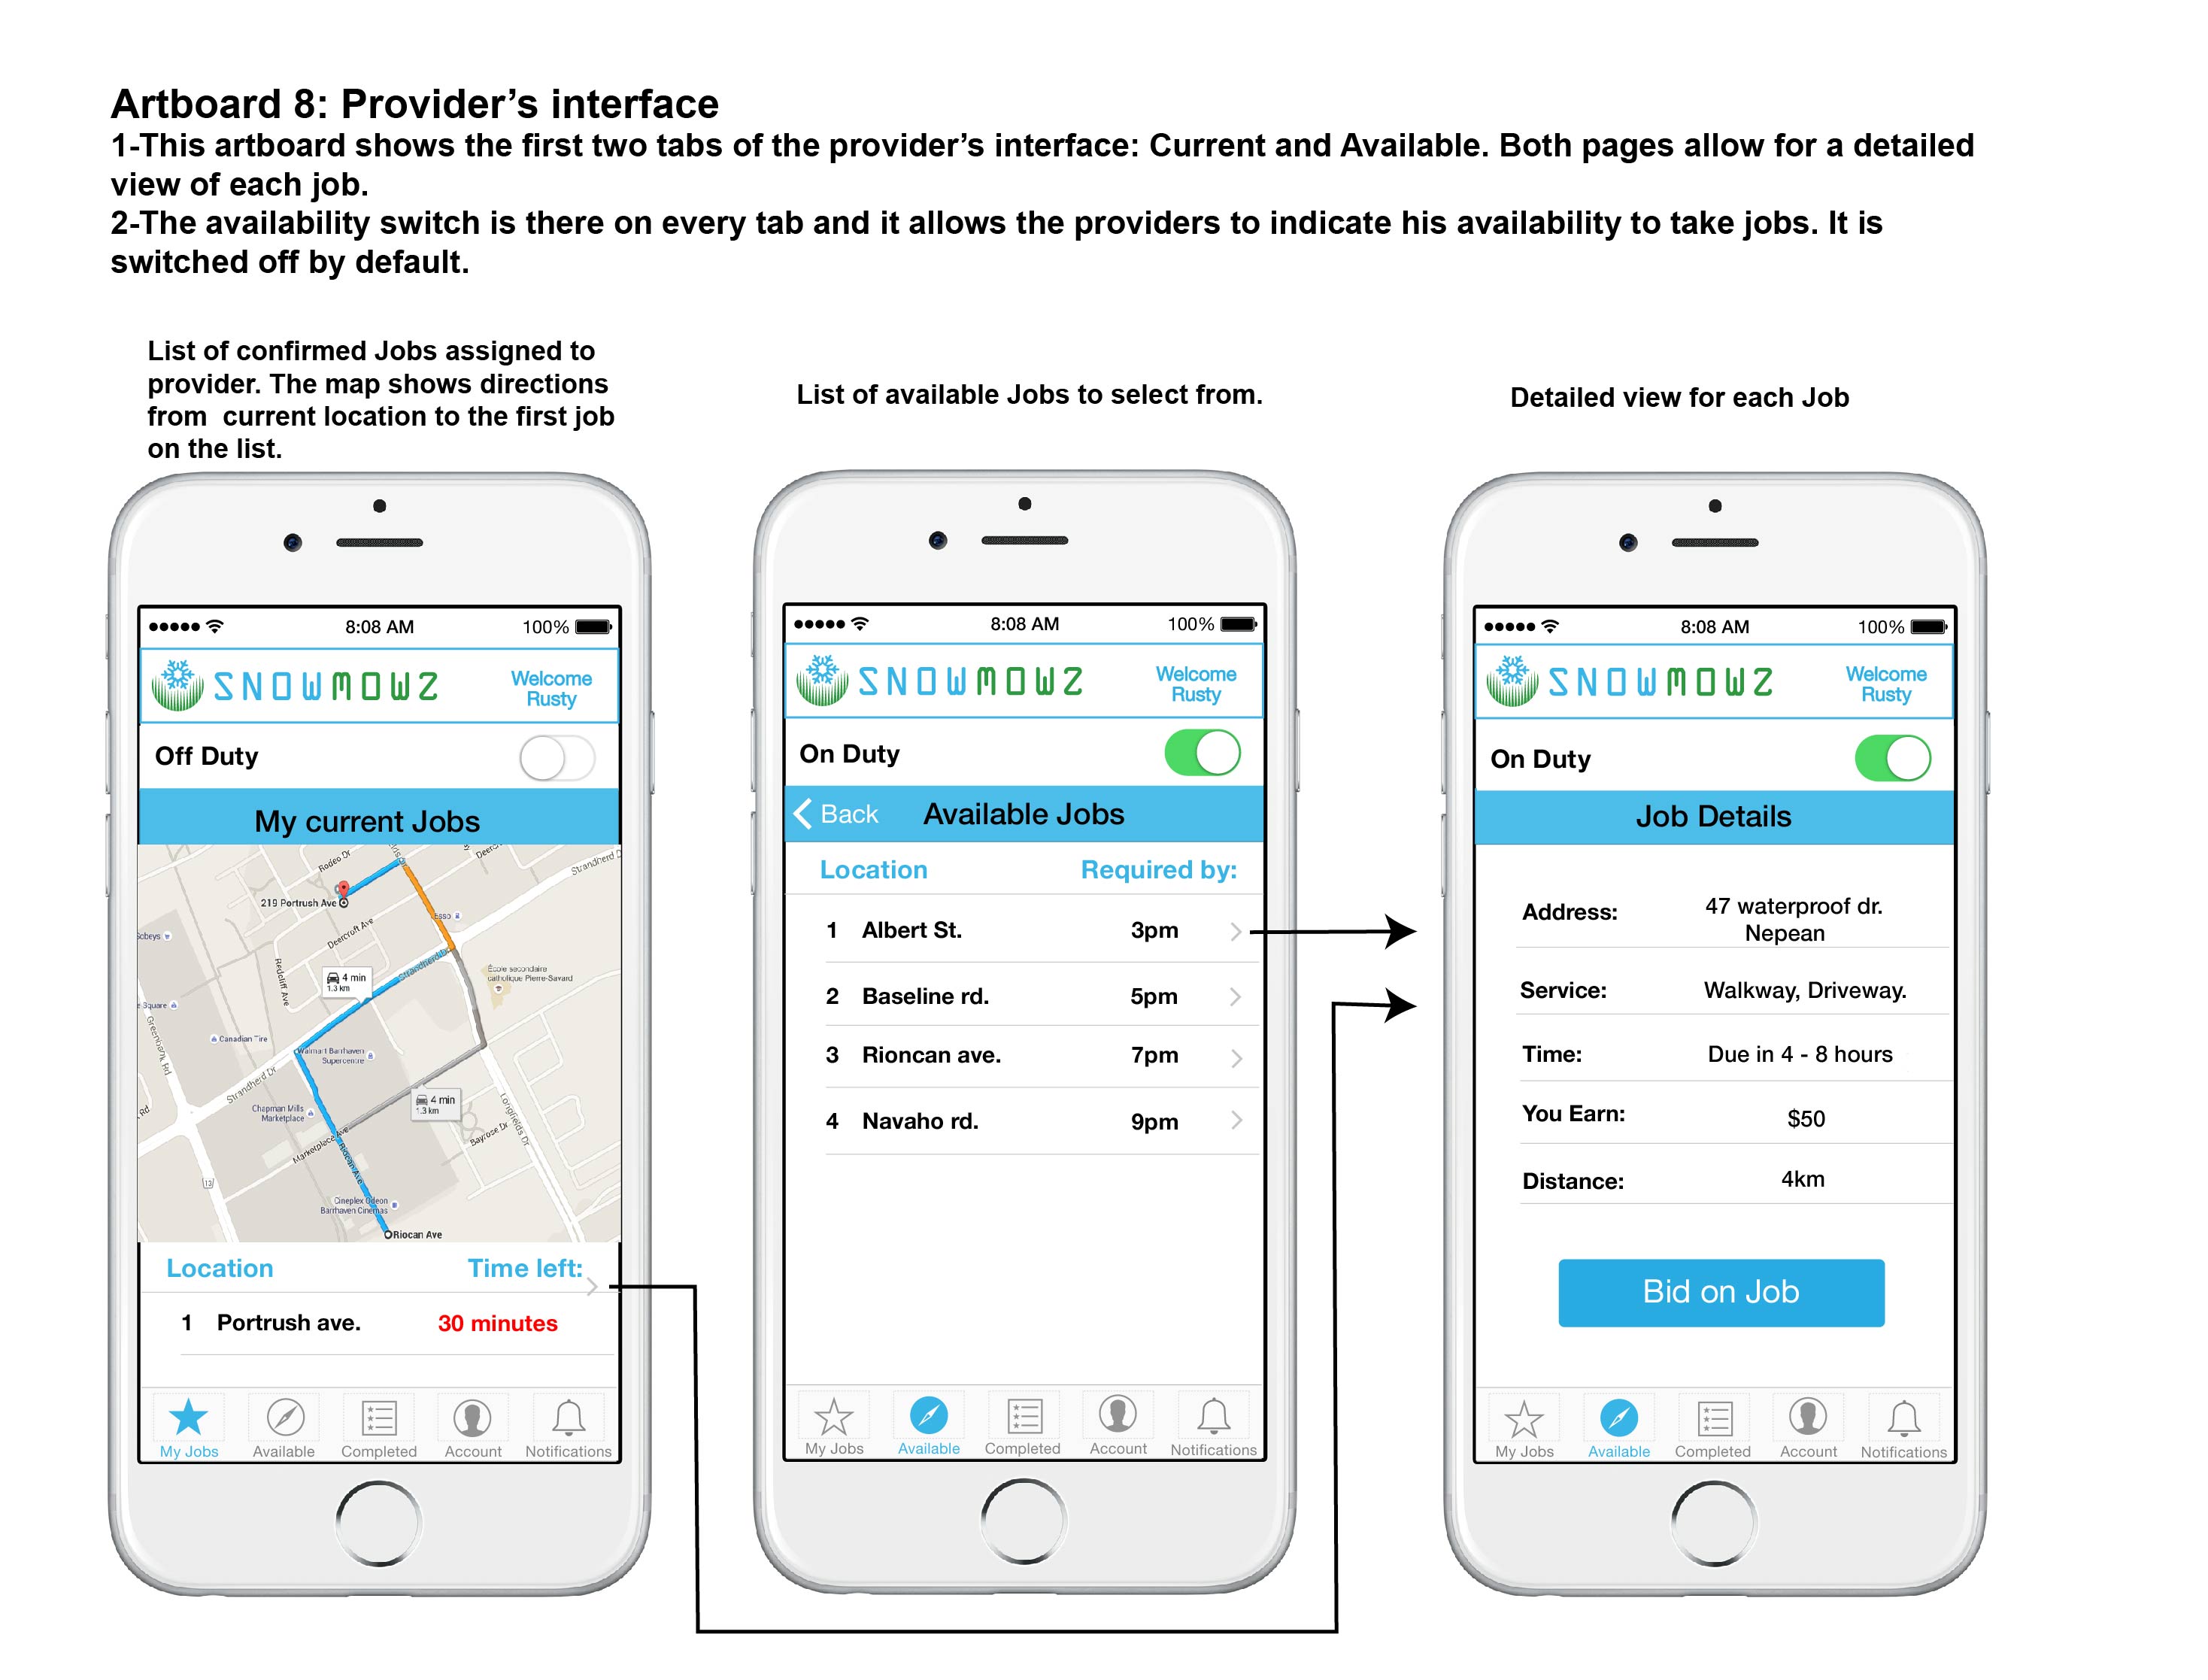 Artboard 8: Provider's interface
1-This artboard shows the first two tabs of the provider's interface: Current and Available. Both pages allow for a detailed
view of each job.
2-The availability switch is there on every tab and it allows the providers to indicate his availability to take jobs. It is
switched off by default.
List of confirmed Jobs assigned to
provider. The map shows directions
from  current location to the first job
on the list.
8:08 AM
100%
SNOWMOWZ
Welcome
Rusty
Off Duty
My current Jobs
Rodeo Dr
Strandherd D
219 Portrush Ave
Esso
Deercroft Ave
Sobeys
Redcliff Ave
Strandherd Dr
École secondaire
catholique Pierre-Savard
4 min
1.3 km
Square
Greenbank Rd
Canadian Tire
Walmart Barrhaven
Supercentre
Strandherd Dr
4 min
1.3 km
Chapman Mills
Marketplace
Rd
Longfields Dr
Bayrose Dr
Marketplace Ave
Riocan Ave
13
Cineplex Odeon
Barrhaven Cinemas
Riocan Ave
Location
Time left:
1 Portrush ave. 30 minutes
My Jobs
Available
Completed
Account
Notifications
List of available Jobs to select from.
8:08 AM
100%
SNOWMOWZ
Welcome
Rusty
On Duty
Back
Available Jobs
Location
Required by:
1 Albert St. 3pm
2 Baseline rd. 5pm
3 Rioncan ave. 7pm
4 Navaho rd. 9pm
My Jobs
Available
Completed
Account
Notifications
Detailed view for each Job
8:08 AM
100%
SNOWMOWZ
Welcome
Rusty
On Duty
Job Details
Address:
47 waterproof dr.
Nepean
Service: Walkway, Driveway.
Time: Due in 4 - 8 hours
You Earn: $50
Distance: 4km
Bid on Job
My Jobs
Available
Completed
Account
Notifications